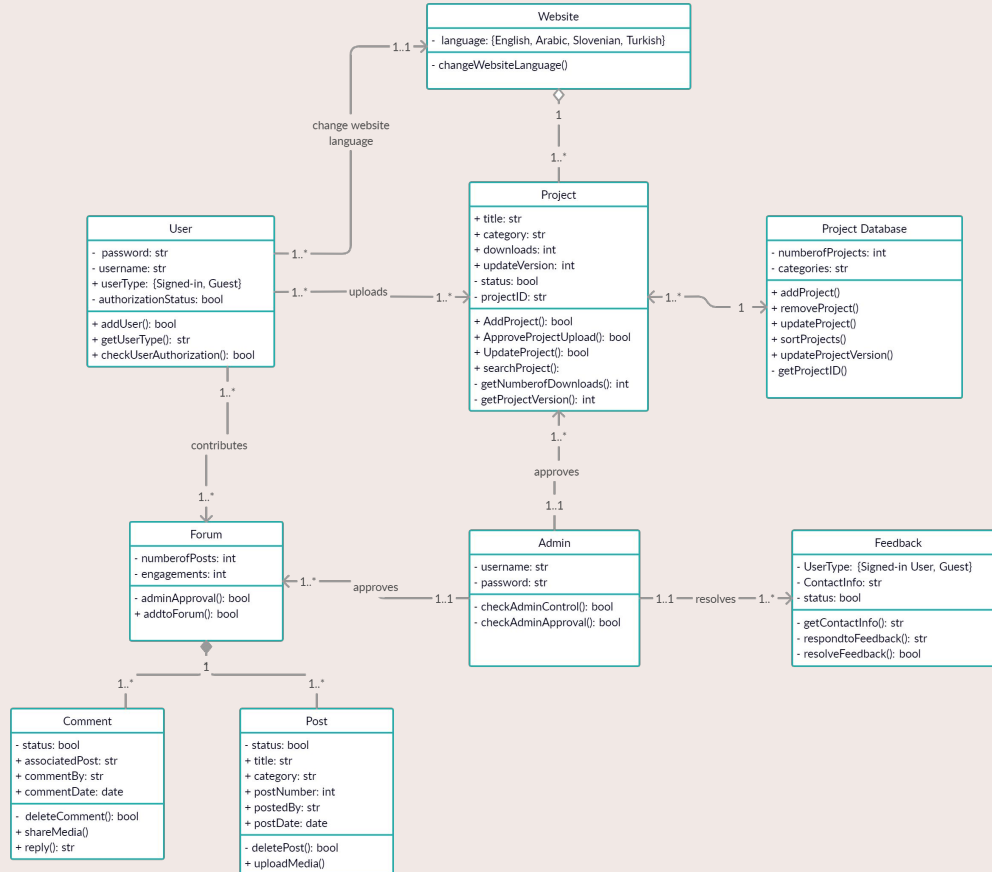 Website
- language: {English, Arabic, Slovenian, Turkish}
- changeWebsiteLanguage()
1..1
change website
language
1..*
1
1..*
User
- password: str
- username: str
+ userType: {Signed-in, Guest}
- authorizationStatus: bool
+ addUser(): bool
+ getUserType(): str
+ checkUserAuthorization(): bool
1..*
uploads
1..*
Project
+ title: str
+ category: str
+ downloads: int
+ updateVersion: int
- status: bool
- projectID: str
+ AddProject(): bool
+ ApproveProjectUpload(): bool
+ UpdateProject(): bool
+ searchProject():
- getNumberofDownloads(): int
- getProjectVersion(): int
1..*
1
Project Database
- numberofProjects: int
- categories: str
+ addProject()
+ removeProject()
+ updateProject()
+ sortProjects()
+ updateProjectVersion()
- getProjectID()
1..*
contributes
1..*
1..*
approves
1..1
Forum
- numberofPosts: int
- engagements: int
- adminApproval(): bool
+ addtoForum(): bool
1..*
approves
1..1
Admin
- username: str
- password: str
- checkAdminControl(): bool
- checkAdminApproval(): bool
1..1
resolves
1..*
Feedback
- UserType: {Signed-in User, Guest}
- ContactInfo: str
- status: bool
- getContactInfo(): str
- respondtoFeedback(): str
- resolveFeedback(): bool
1
1..*
1..*
Comment
- status: bool
+ associatedPost: str
+ commentBy: str
+ commentDate: date
- deleteComment(): bool
+ shareMedia()
+ reply(): str
Post
- status: bool
+ title: str
+ category: str
+ postNumber: int
+ postedBy: str
+ postDate: date
- deletePost(): bool
+ uploadMedia()